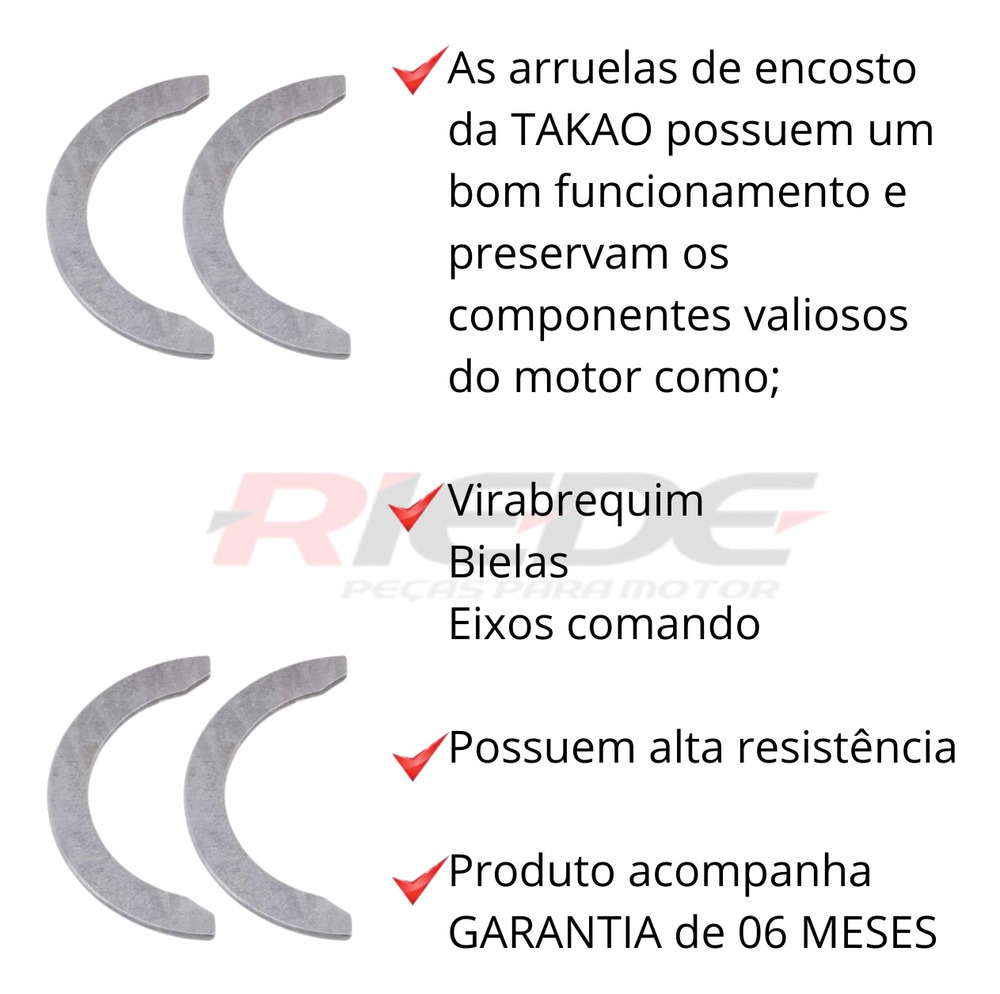 As arruelas de encosto
da TAKAO possuem um
bom funcionamento e
preservam os
componentes valiosos
do motor como;
RIEDE
PEÇAS PARA MOTOR
Virabrequim
Bielas
Eixos comando
Possuem alta resistência
Produto acompanha
GARANTIA de 06 MESES